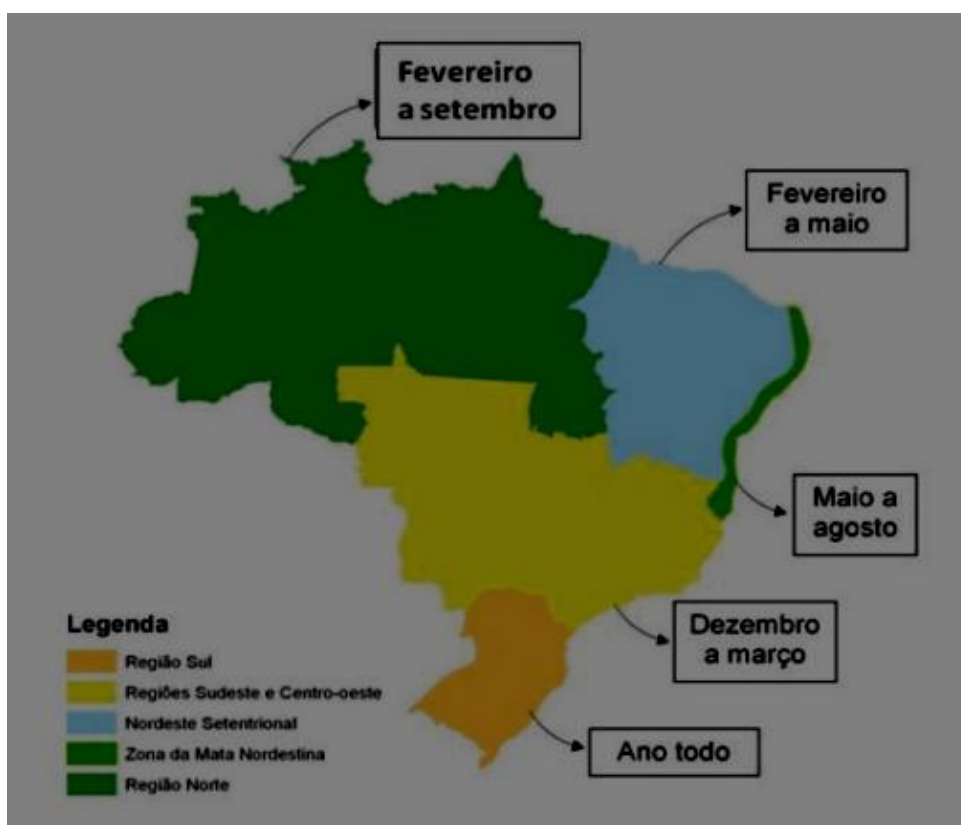 Fevereiro
a setembro
Fevereiro
a maio
Maio a
agosto
Dezembro
a março
Ano todo
Legenda
Região Sul
Regiões Sudeste e Centro-oeste
Nordeste Setentrional
Zona da Mata Nordestina
Região Norte